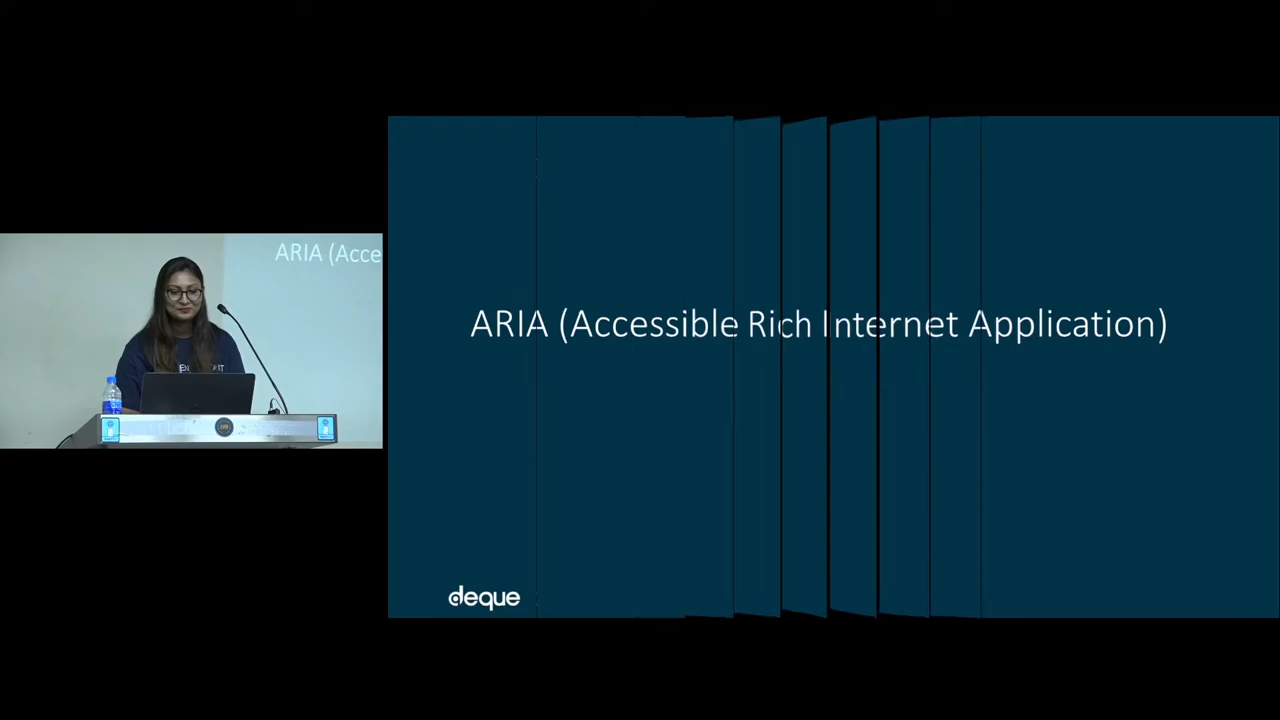 ARIA (Acce
ARIA (Accessible Rich Internet Application)
deque